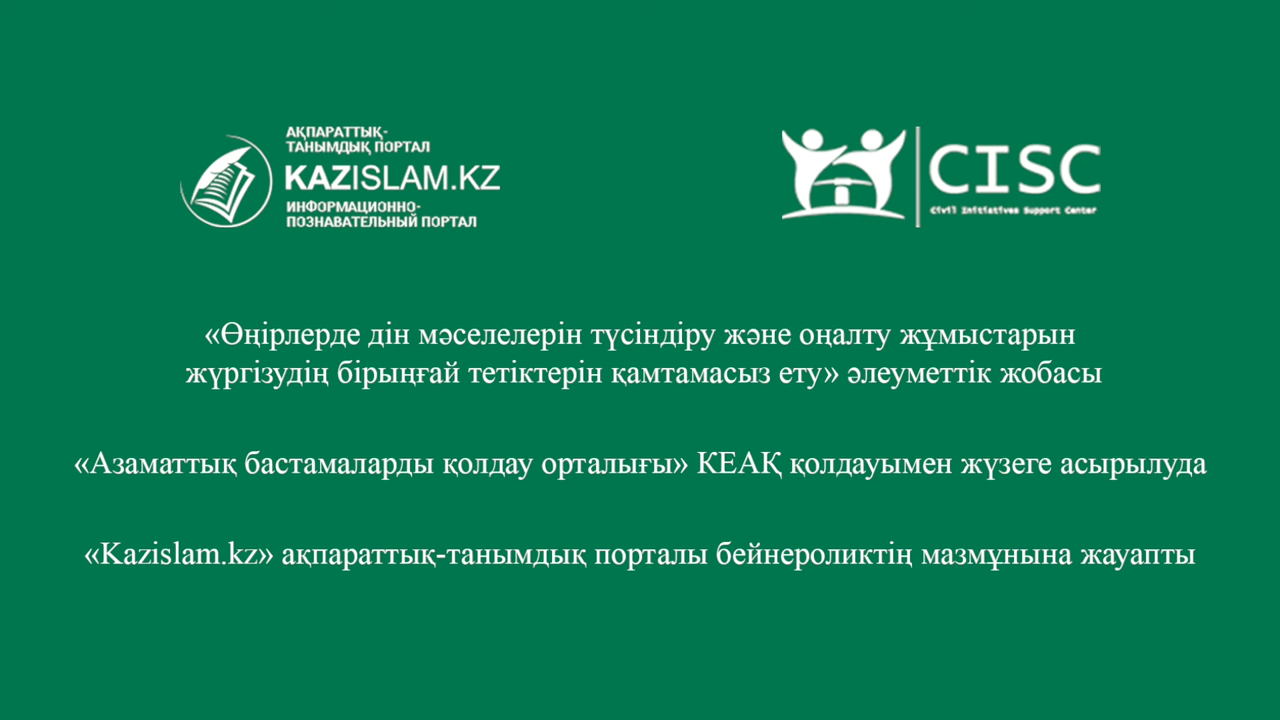 АҚПАРАТТЫҚ-
ТАНЫМДЫҚ ПОРТАЛ
KAZISLAM.KZ
ИНФОРМАЦИОННО-
ПОЗНАВАТЕЛЬНЫЙ ПОРТАЛ
CISC
Civil Initiatives Support Center
«Өңірлерде дін мәселелерін түсіндіру және оңалту жұмыстарын
жүргізудің бірыңғай тетіктерін қамтамасыз ету» әлеуметтік жобасы
«Азаматтық бастамаларды қолдау орталығы» КЕАҚ қолдауымен жүзеге асырылуда
«Kazislam.kz» ақпараттық-танымдық порталы бейнероликтің мазмұнына жауапты